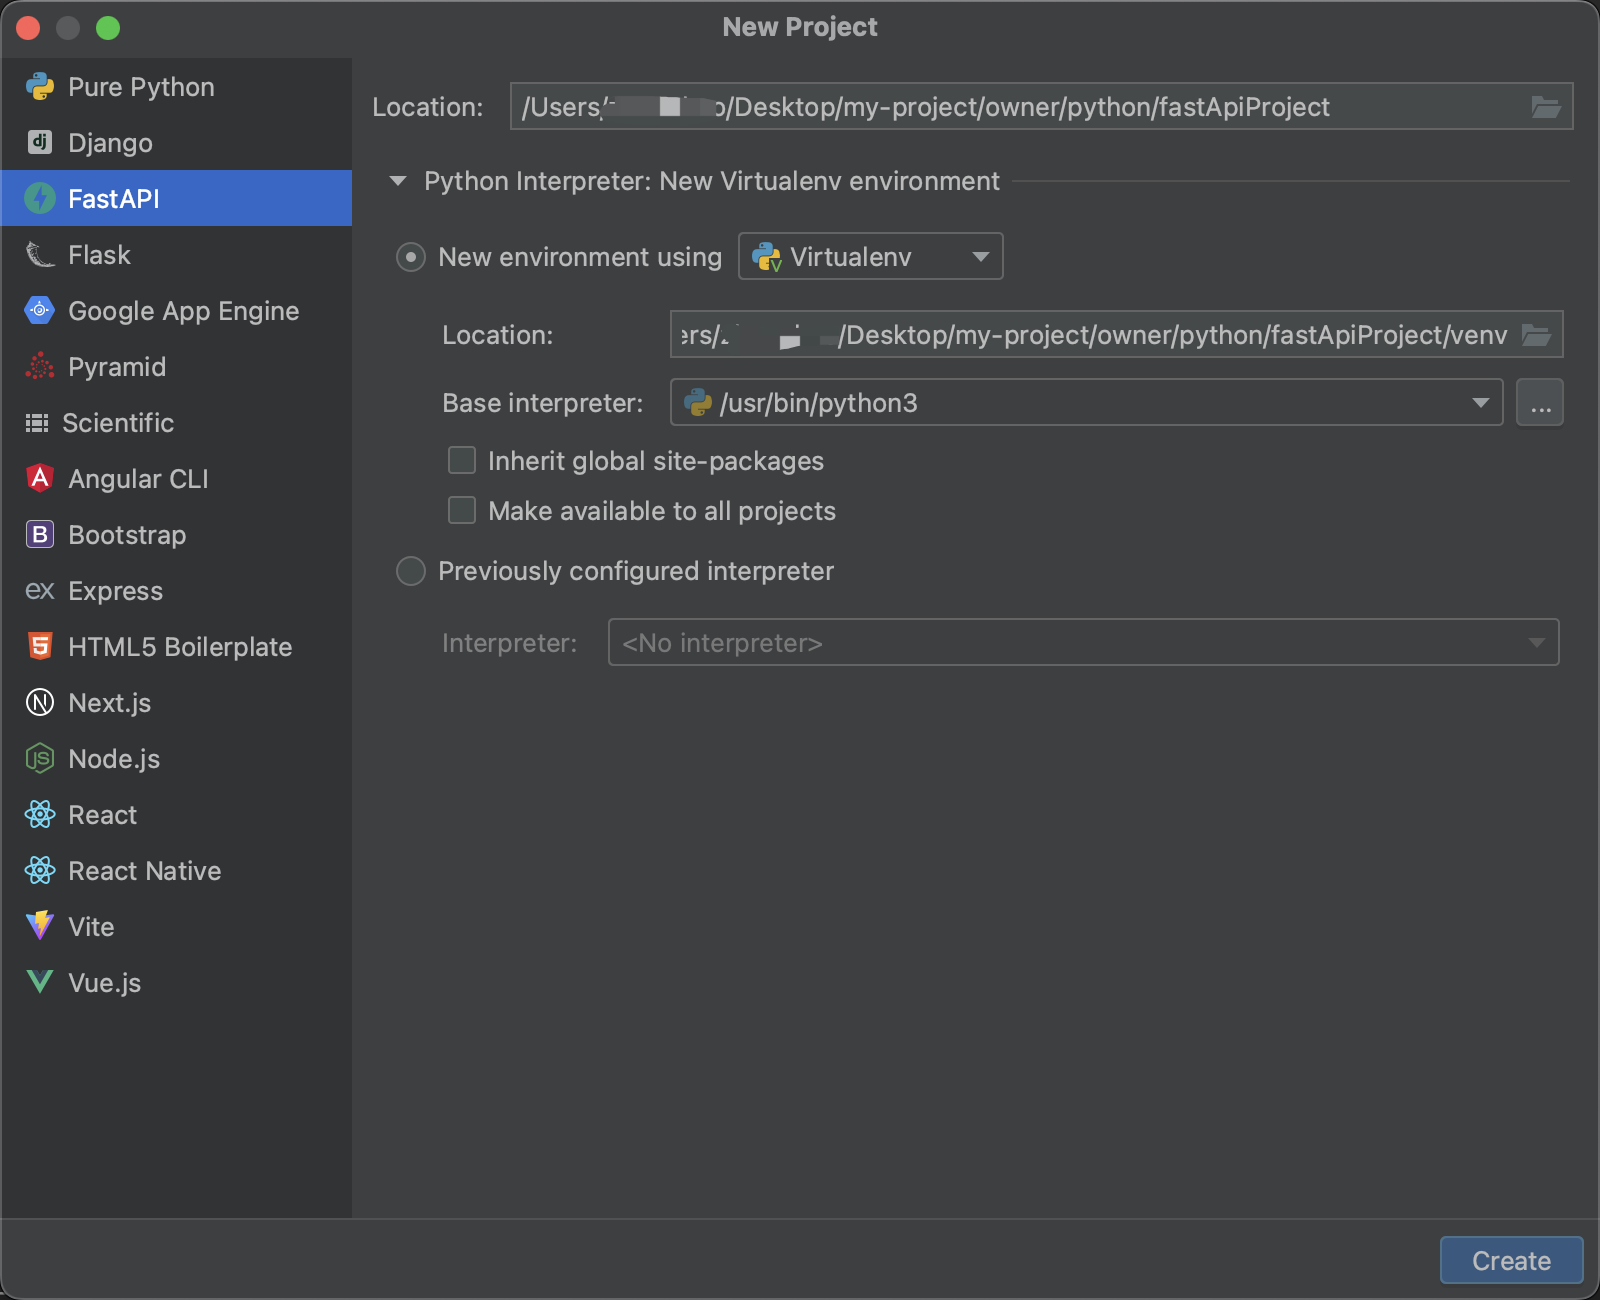 New Project
Pure Python
Django
FastAPI
Flask
Google App Engine
Pyramid
Scientific
Angular CLI
Bootstrap
Express
HTML5 Boilerplate
Next.js
Node.js
React
React Native
Vite
Vue.js
Location: /Users/ /Desktop/my-project/owner/python/fastApiProject
Python Interpreter: New Virtualenv environment
New environment using Virtualenv
Location: ers/ /Desktop/my-project/owner/python/fastApiProject/venv
Base interpreter: /usr/bin/python3 ...
Inherit global site-packages
Make available to all projects
Previously configured interpreter
Interpreter: <No interpreter>
Create